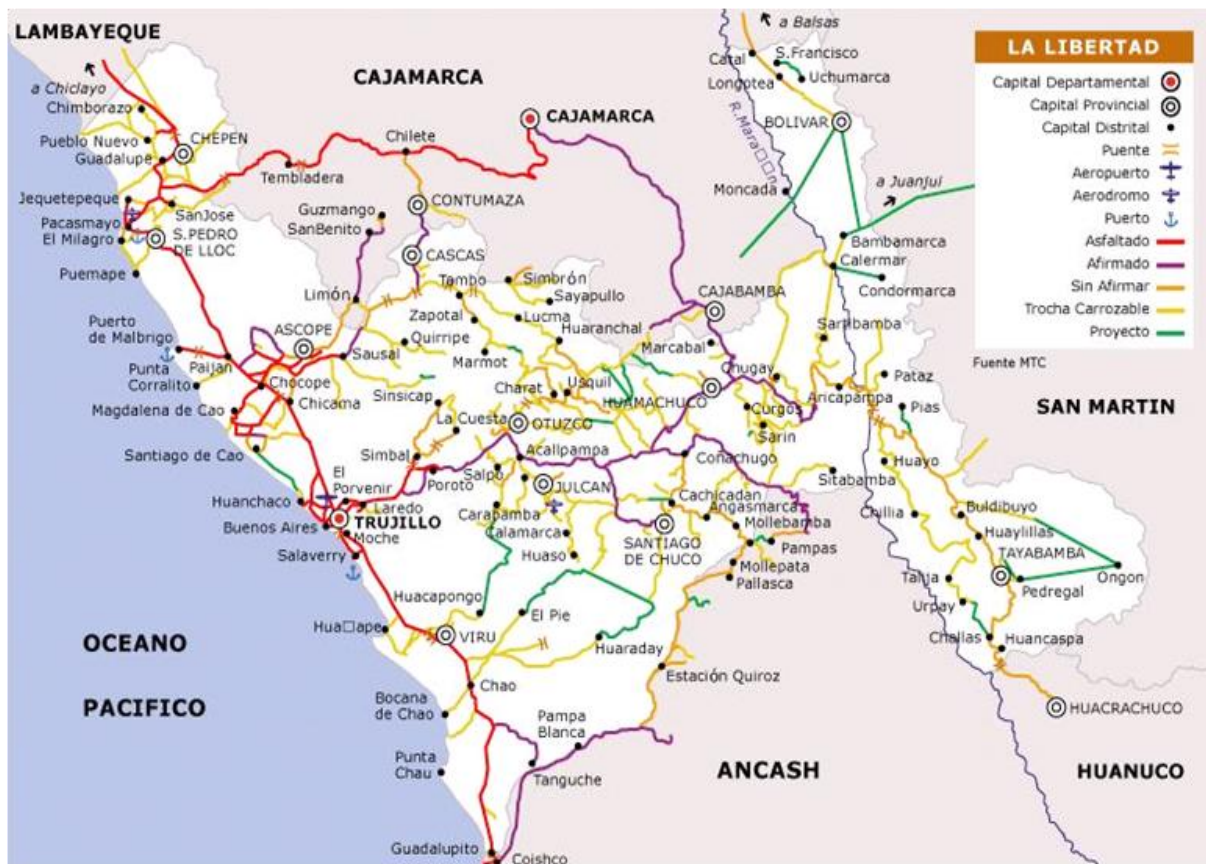 LAMBAYEQUE
a Chiclayo
Chimborazo
Pueblo Nuevo
Guadalupe
CHEPEN
CAJAMARCA
Chilete
CAJAMARCA
Tembladera
Jequetepeque
Pacasmayo
El Milagro
SanJose
S.PEDRO
DE LLOC
Puemape
Guzmango
SanBenito
CONTUMAZA
CASCAS
Limón
Tambo
Simbrón
Sayapullo
Zapotal
Lucma
Huaranchal
Puerto
de Malbrigo
Punta
Corralito
Paijan
ASCOPE
Sausal
Quirripe
Marmot
Chocope
Chicama
Magdalena de Cao
Santiago de Cao
Sinsicap
La Cuesta
Charat
Usquil
OTUZCO
Simbal
Acallpampa
Salpo
Poroto
JULCAN
El
Porvenir
Huanchaco
Laredo
Buenos Aires
TRUJILLO
Moche
Salaverry
Carabamba
Calamarca
Huaso
Huacapongo
El Pie
Hua□ape
VIRU
Huaraday
Chao
Bocana
de Chao
Punta
Chau
Pampa
Blanca
Tanguche
Guadalupito
Coishco
Estación Quiroz
OCEANO
PACIFICO
ANCASH
a Balsas
Catal
S.Francisco
Longotea
Uchumarca
R.Mara□□□n
BOLIVAR
Moncada
a Juanjui
Bambamarca
Calermar
Condormarca
CAJABAMBA
Marcabal
Sartibamba
Chugay
HUAMACHUCO
Curgos
Sarin
Aricapampa
Pataz
Pias
Conachugo
Sitabamba
Huayo
Cachicadan
Angasmarca
Mollebamba
SANTIAGO
DE CHUCO
Pampas
Mollepata
Pallasca
Chillia
Buldibuyo
Huaylillas
TAYABAMBA
Pedregal
Ongon
Talija
Urpay
Challas
Huancaspa
HUACRACHUCO
SAN MARTIN
HUANUCO
LA LIBERTAD
Capital Departamental
Capital Provincial
Capital Distrital
Puente
Aeropuerto
Aerodromo
Puerto
Asfaltado
Afirmado
Sin Afirmar
Trocha Carrozable
Proyecto
Fuente MTC